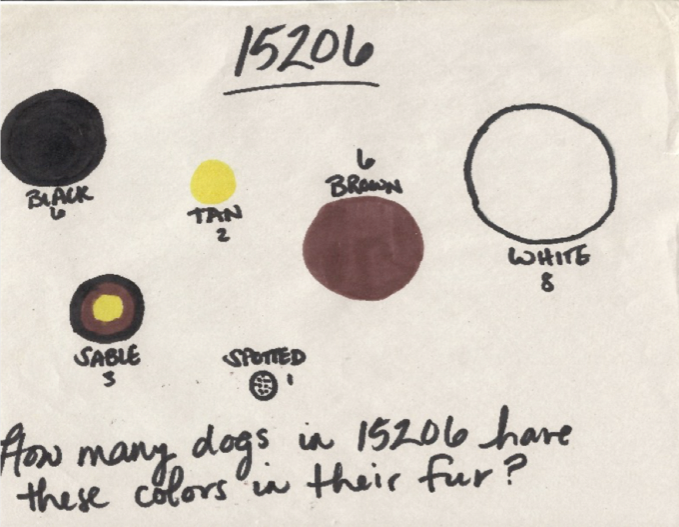 15206
BLACK
6
TAN
2
6
BROWN
WHITE
8
SABLE
3
SPOTTED
1
How many dogs in 15206 have
these colors in their fur?